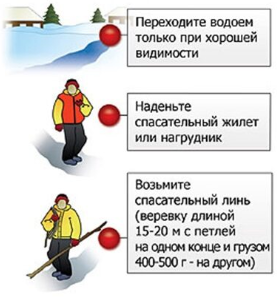 Переходите водоем
только при хорошей
видимости
Наденьте
спасательный жилет
или нагрудник
Возьмите
спасательный линь
(веревку длиной
15-20 м с петлей
на одном конце и грузом
400-500 г - на другом)